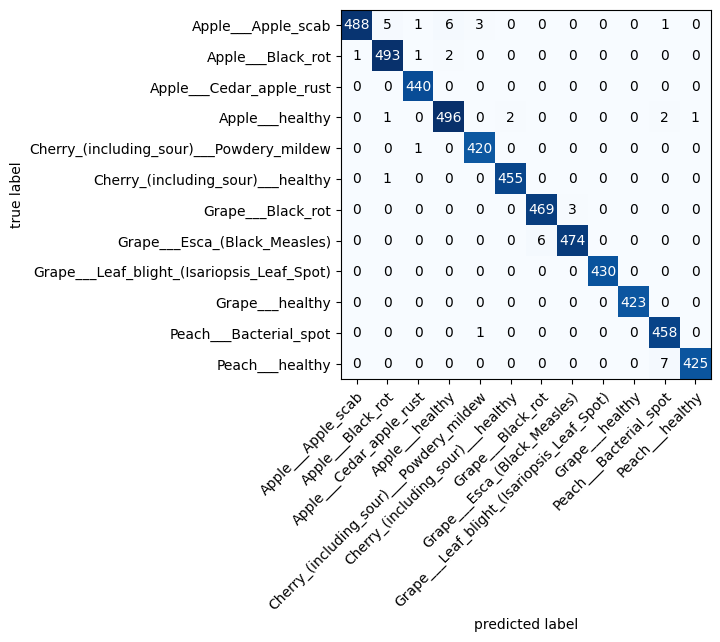 Apple___Apple_scab 488 5 1 6 3 0 0 0 0 0 1 0
Apple___Black_rot 1 493 1 2 0 0 0 0 0 0 0 0
Apple___Cedar_apple_rust 0 0 440 0 0 0 0 0 0 0 0 0
Apple___healthy 0 1 0 496 0 2 0 0 0 0 2 1
Cherry_(including_sour)___Powdery_mildew 0 0 1 0 420 0 0 0 0 0 0 0
Cherry_(including_sour)___healthy 0 1 0 0 0 455 0 0 0 0 0 0
Grape___Black_rot 0 0 0 0 0 0 469 3 0 0 0 0
Grape___Esca_(Black_Measles) 0 0 0 0 0 0 6 474 0 0 0 0
Grape___Leaf_blight_(Isariopsis_Leaf_Spot) 0 0 0 0 0 0 0 0 430 0 0 0
Grape___healthy 0 0 0 0 0 0 0 0 0 423 0 0
Peach___Bacterial_spot 0 0 0 0 1 0 0 0 0 0 458 0
Peach___healthy 0 0 0 0 0 0 0 0 0 0 7 425
true label
Apple___Apple_scab
Apple___Black_rot
Apple___Cedar_apple_rust
Apple___healthy
Cherry_(including_sour)___Powdery_mildew
Cherry_(including_sour)___healthy
Grape___Black_rot
Grape___Esca_(Black_Measles)
Grape___Leaf_blight_(Isariopsis_Leaf_Spot)
Grape___healthy
Peach___Bacterial_spot
Peach___healthy
predicted label